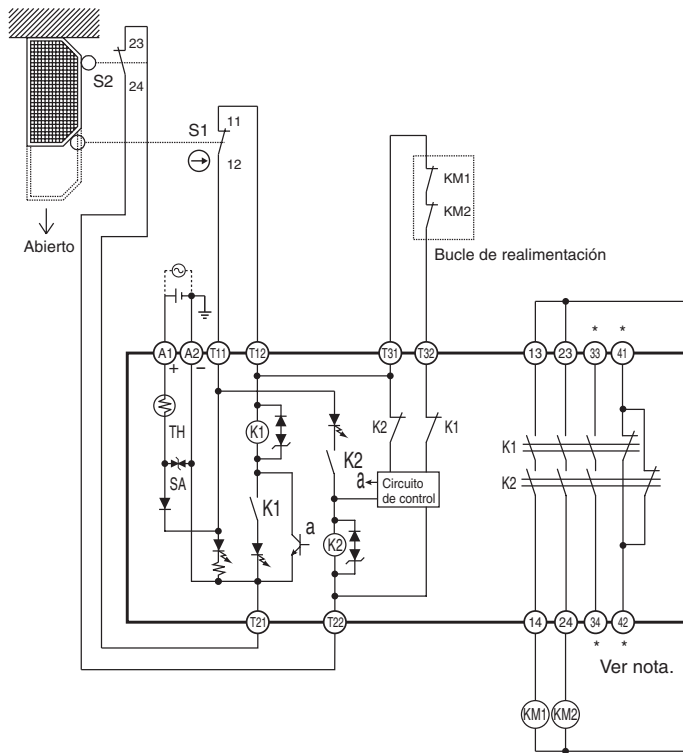 23
S2
24
S1
11
12
KM1
KM2
Bucle de realimentación
Abierto
A1
A2
T11
T12
T31
T32
13
23
*
33
*
41
+
−
TH
SA
K1
K1
a
K2
K2
K2
K1
a
Circuito
de control
K1
K2
T21
T22
14
24
34
42
*
*
Ver nota.
KM1
KM2